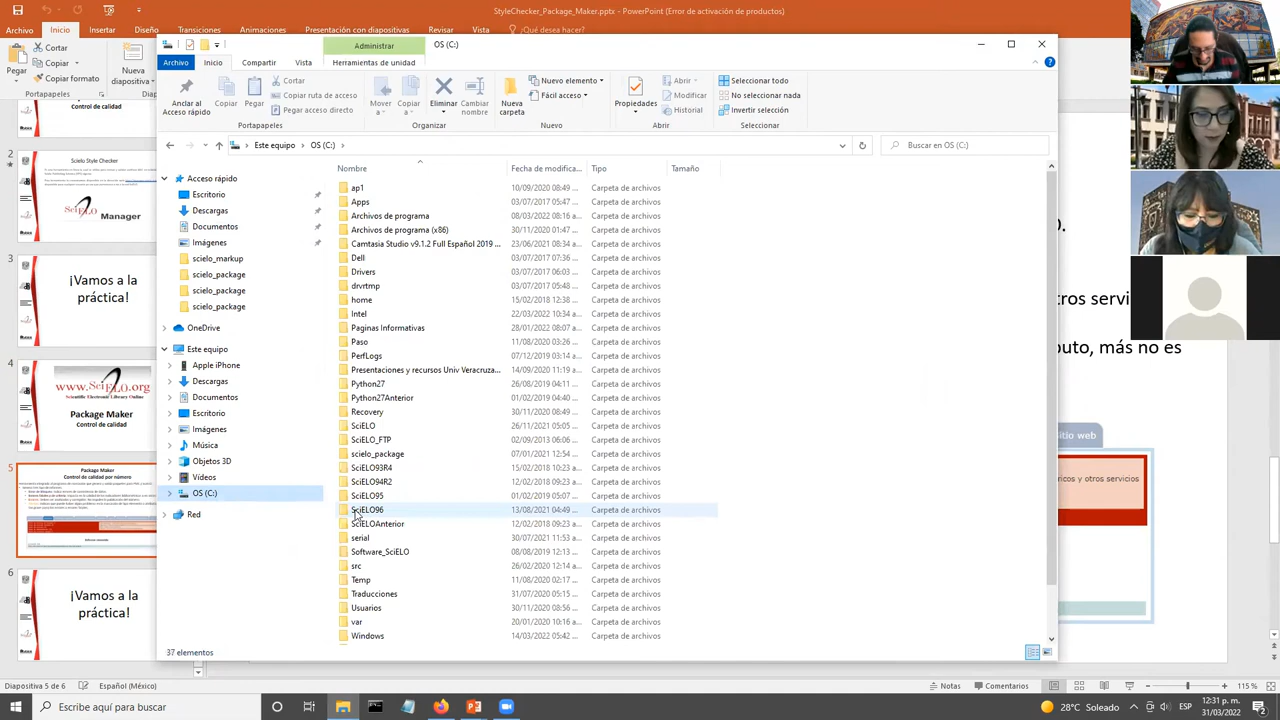 StyleChecker_Package_Maker.pptx - PowerPoint (Error de activación de productos)
Archivo Inicio Insertar Diseño Transiciones Animaciones Presentación con diapositivas Revisar Vista ¿Qué desea hacer?
Pegar
Cortar
Copiar
Copiar formato
Nueva diapositiva
Administrar
OS (C:)
Archivo Inicio Compartir Vista Herramientas de unidad
Anclar al Acceso rápido
Copiar
Pegar
Cortar
Copiar ruta de acceso
Pegar acceso directo
Portapapeles
Mover a
Copiar a
Eliminar
Cambiar nombre
Organizar
Nueva carpeta
Nuevo elemento
Fácil acceso
Nuevo
Propiedades
Abrir
Modificar
Historial
Abrir
Seleccionar todo
No seleccionar nada
Invertir selección
Seleccionar
Este equipo > OS (C:)
Buscar en OS (C:)
Nombre Fecha de modifica... Tipo Tamaño
Acceso rápido
Escritorio
Descargas
Documentos
Imágenes
scielo_markup
scielo_package
scielo_package
scielo_package
OneDrive
Este equipo
Apple iPhone
Descargas
Documentos
Escritorio
Imágenes
Música
Objetos 3D
Vídeos
OS (C:)
Red
ap1 10/09/2020 08:49 ... Carpeta de archivos
Apps 03/07/2017 05:47 ... Carpeta de archivos
Archivos de programa 08/03/2022 08:16 a... Carpeta de archivos
Archivos de programa (x86) 30/11/2020 01:47 ... Carpeta de archivos
Camtasia Studio v9.1.2 Full Español 2019 ... 23/06/2021 08:34 a... Carpeta de archivos
Dell 03/07/2017 07:36 ... Carpeta de archivos
Drivers 03/07/2017 06:03 ... Carpeta de archivos
drvrtmp 03/07/2017 05:48 ... Carpeta de archivos
home 15/02/2018 12:38 ... Carpeta de archivos
Intel 22/03/2022 10:34 a... Carpeta de archivos
Paginas Informativas 28/01/2022 08:07 a... Carpeta de archivos
Paso 11/08/2020 03:26 ... Carpeta de archivos
PerfLogs 07/12/2019 03:14 a... Carpeta de archivos
Presentaciones y recursos Univ Veracruza... 14/09/2020 11:19 a... Carpeta de archivos
Python27 26/08/2019 04:11 ... Carpeta de archivos
Python27Anterior 01/02/2019 04:40 ... Carpeta de archivos
Recovery 30/11/2020 08:49 ... Carpeta de archivos
SciELO 26/11/2021 05:05 ... Carpeta de archivos
SciELO_FTP 02/09/2013 06:06 ... Carpeta de archivos
scielo_package 07/01/2021 12:54 ... Carpeta de archivos
SciELO93R4 15/02/2018 10:23 a... Carpeta de archivos
SciELO94R2 12/02/2018 09:23 a... Carpeta de archivos
SciELO95 01/02/2019 05:07 ... Carpeta de archivos
SciELO96 13/08/2021 04:49 ... Carpeta de archivos
SciELOAnterior 12/02/2018 09:23 a... Carpeta de archivos
serial 30/07/2021 11:53 a... Carpeta de archivos
Software_SciELO 08/08/2019 12:13 ... Carpeta de archivos
src 26/02/2020 12:14 a... Carpeta de archivos
Temp 11/08/2020 02:17 ... Carpeta de archivos
Traducciones 31/07/2020 05:15 ... Carpeta de archivos
Usuarios 30/11/2020 08:56 ... Carpeta de archivos
var 20/01/2020 10:16 a... Carpeta de archivos
Windows 14/03/2022 05:42 ... Carpeta de archivos
37 elementos
Control de calidad
2
Scielo Style Checker
SciELO Manager
3
¡Vamos a la práctica!
4
www.SciELO.org
Scientific Electronic Library Online
Package Maker
Control de calidad
5
Package Maker
Control de calidad por número
6
¡Vamos a la práctica!
o.
tros servi
outo, más no es
sitio web
ricos y otros servicios
Diapositiva 5 de 6 Español (México) Notas Comentarios 115 %
Escribe aquí para buscar
28°C Soleado ESP 12:31 p. m.
31/03/2022
2